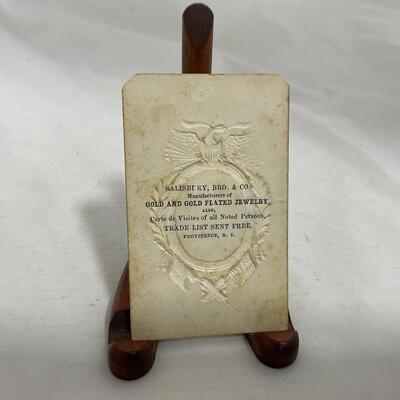 SALISBURY, BRO. & CO.
Manufacturers of
GOLD AND GOLD PLATED JEWELRY
ALSO,
Carte de Visites of all Noted Persons,
TRADE LIST SENT FREE.
PROVIDENCE, R. I.